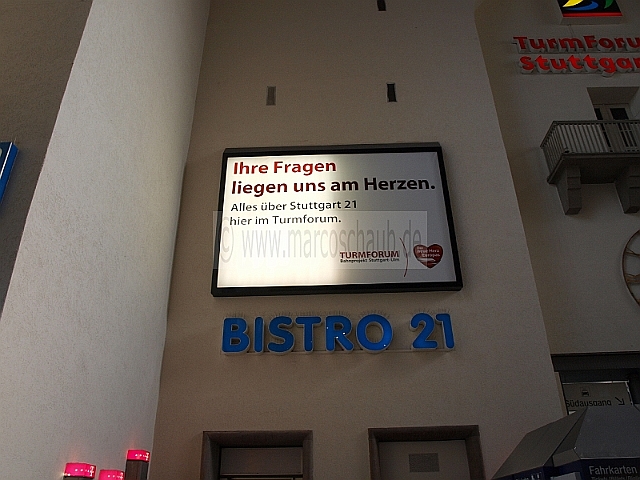 TurmForum
Stuttgart
Ihre Fragen
liegen uns am Herzen.
Alles über Stuttgart 21
hier im Turmforum.
© www.marcoschaub.de
TURMFORUM
Bahnprojekt Stuttgart-Ulm
BISTRO 21
Südausgang
Fahrkarten